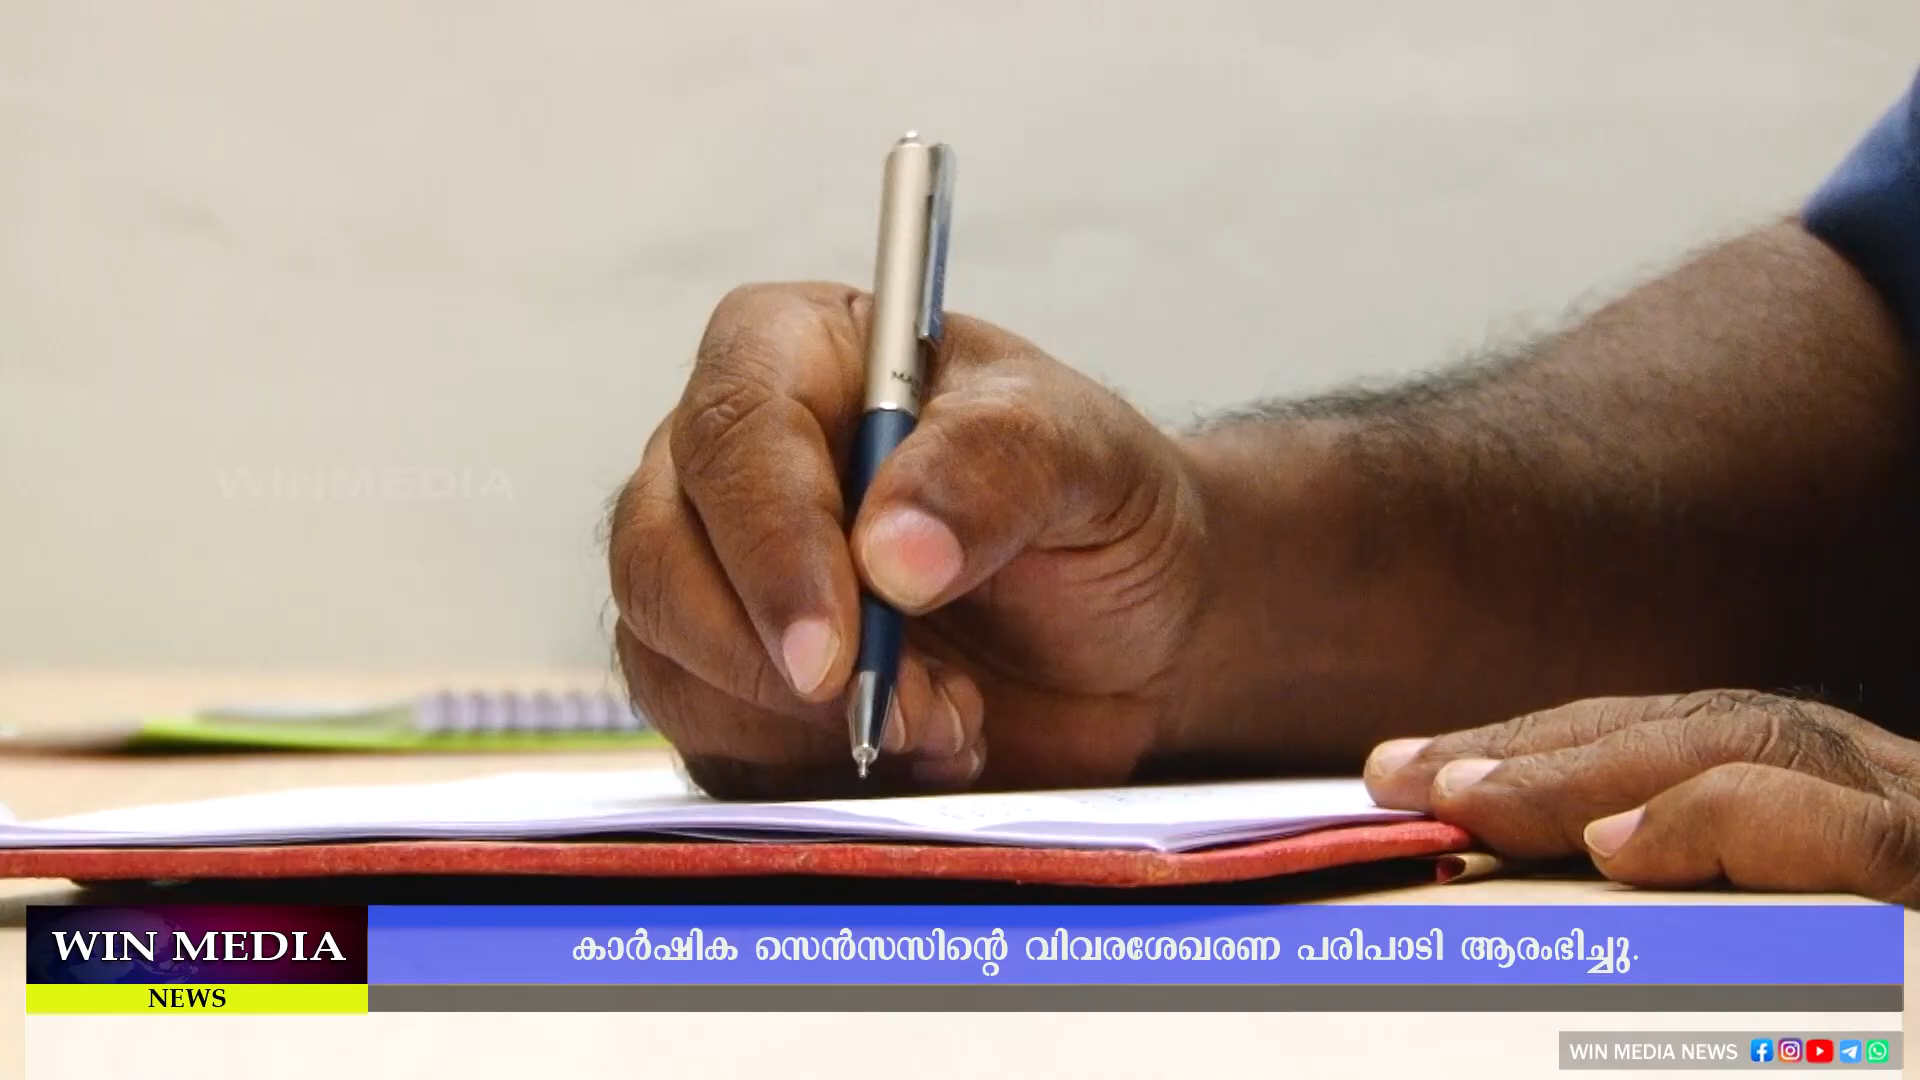 WINMEDIA
WIN MEDIA
NEWS
കാർഷിക സെൻസസിന്റെ വിവരശേഖരണ പരിപാടി ആരംഭിച്ചു.
WIN MEDIA NEWS